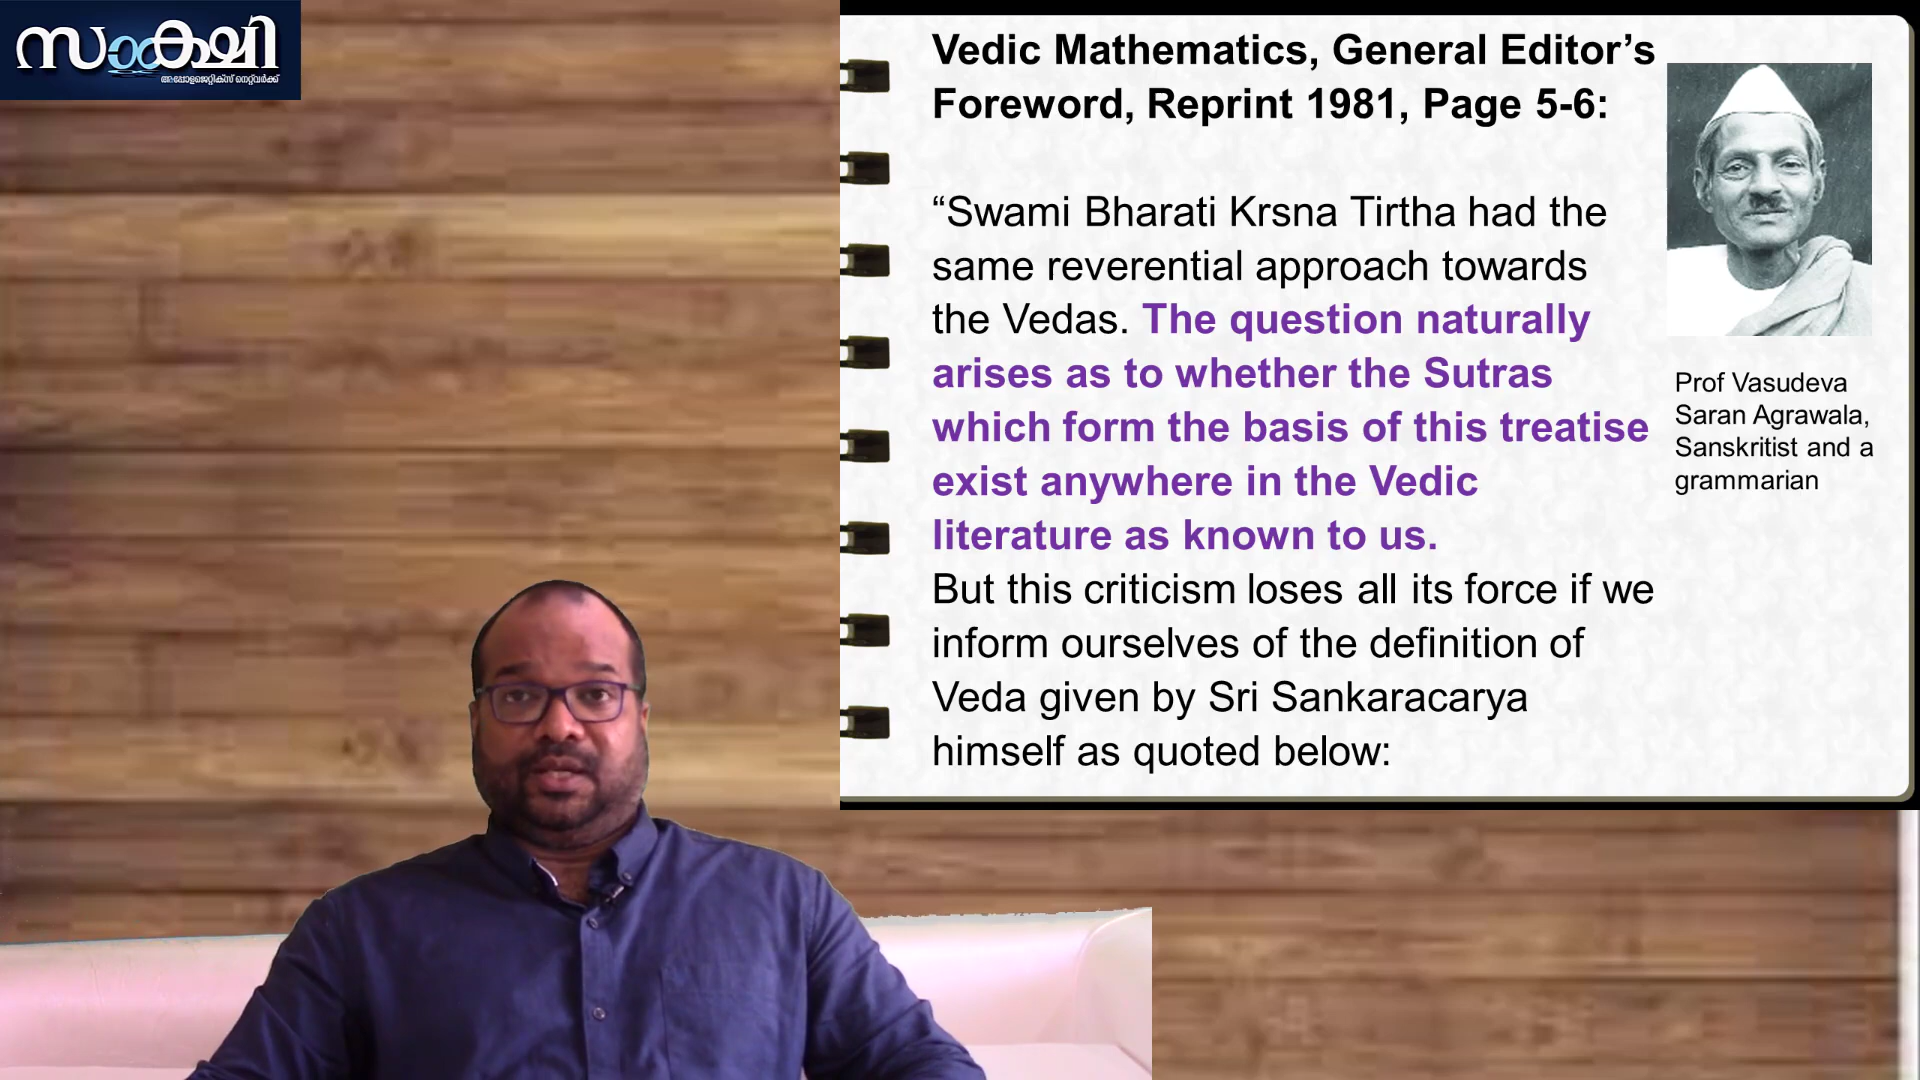 സാക്ഷി
അപ്പോളജെറ്റിക്സ് നെറ്റ്‌വർക്ക്
Vedic Mathematics, General Editor’s
Foreword, Reprint 1981, Page 5-6:
“Swami Bharati Krsna Tirtha had the
same reverential approach towards
the Vedas. The question naturally
arises as to whether the Sutras
which form the basis of this treatise
exist anywhere in the Vedic
literature as known to us.
But this criticism loses all its force if we
inform ourselves of the definition of
Veda given by Sri Sankaracarya
himself as quoted below:
Prof Vasudeva
Saran Agrawala,
Sanskritist and a
grammarian